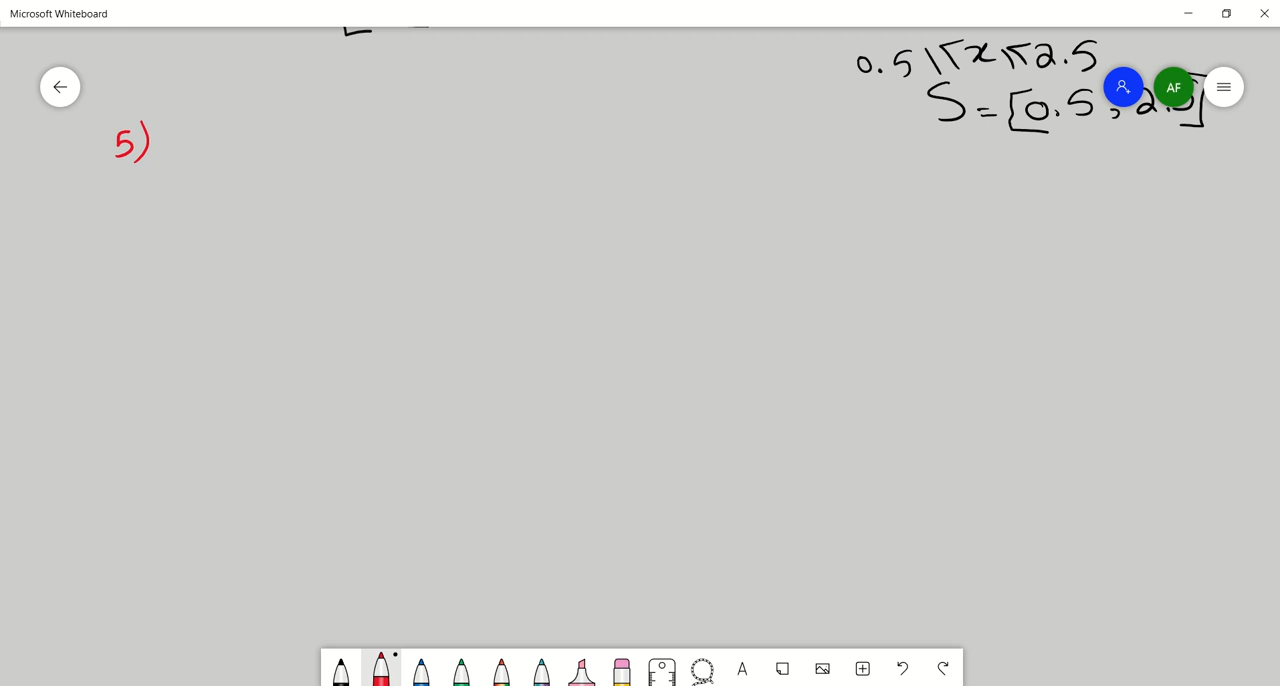 Microsoft Whiteboard
0.5 ⩽ x ⩽ 2.5
S = [0.5, 2.5]
AF
5)
A